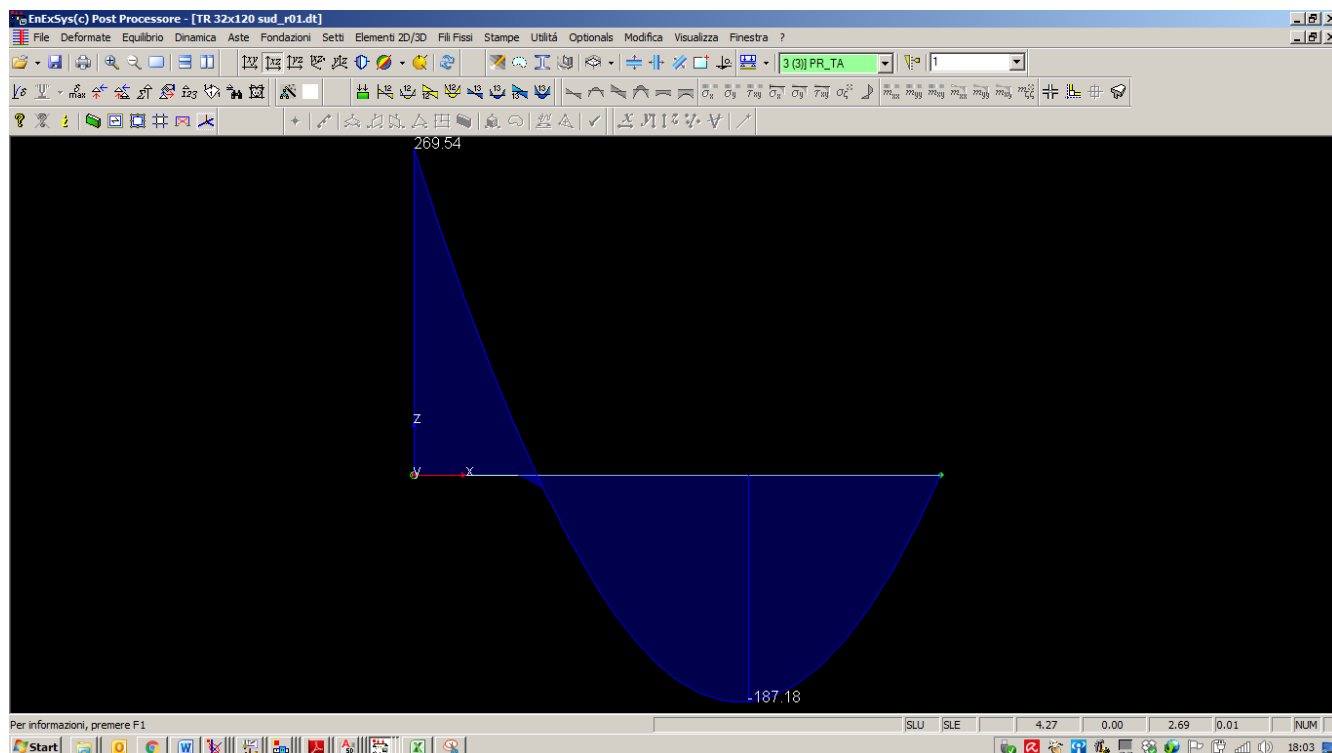 EnExSys(c) Post Processore - [TR 32x120 sud_r01.dt]
File Deformate Equilibrio Dinamica Aste Fondazioni Setti Elementi 2D/3D Fili Fissi Stampe Utilitá Optionals Modifica Visualizza Finestra ?
3 (3)] PR_TA
1
269.54
z
y
x
-187.18
Per informazioni, premere F1
SLU SLE 4.27 0.00 2.69 0.01 NUM
Start
18:03